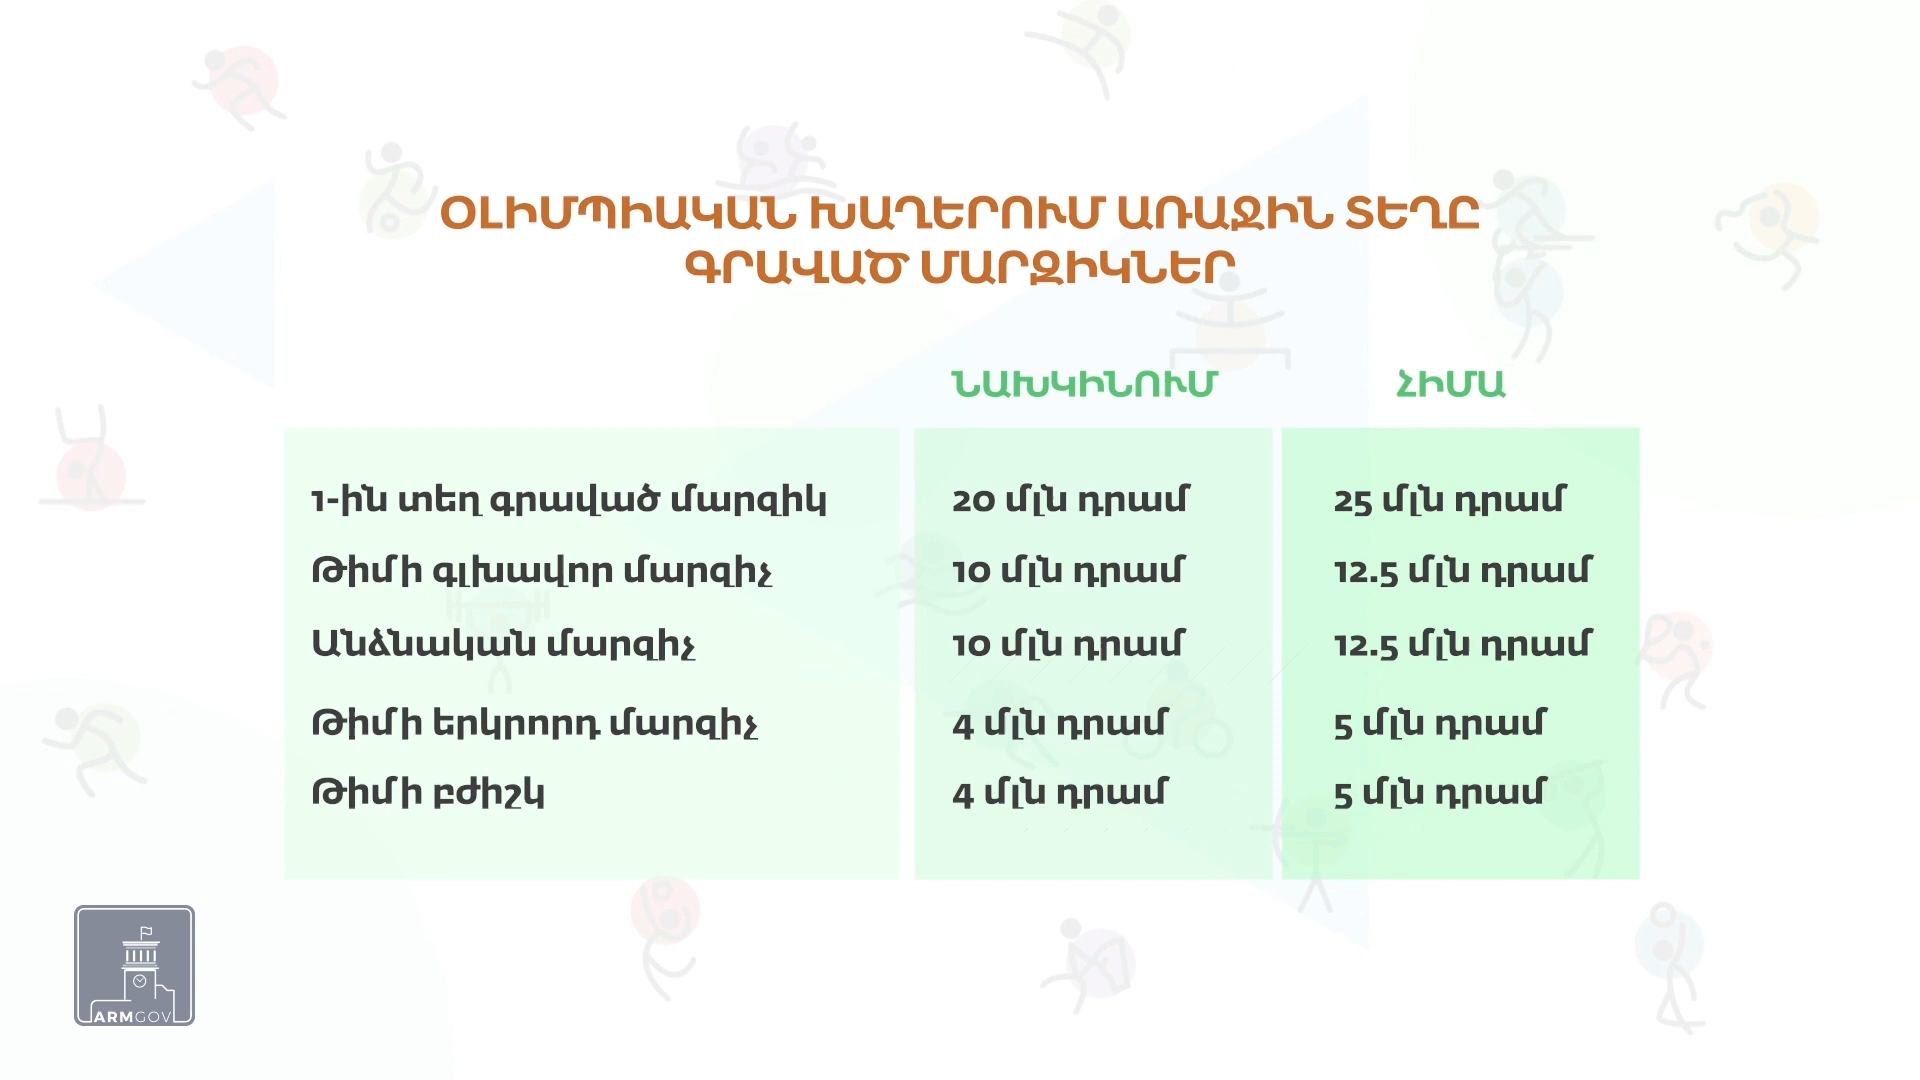 ՕԼԻՄՊԻԱԿԱՆ ԽԱՂԵՐՈՒՄ ԱՌԱՋԻՆ ՏԵՂԸ
ԳՐԱՎԱԾ ՄԱՐԶԻԿՆԵՐ
ՆԱԽԿԻՆՈՒՄ ՀԻՄԱ
1-ին տեղ գրաված մարզիկ 20 մլն դրամ 25 մլն դրամ
Թիմի գլխավոր մարզիչ 10 մլն դրամ 12.5 մլն դրամ
Անձնական մարզիչ 10 մլն դրամ 12.5 մլն դրամ
Թիմի երկրորդ մարզիչ 4 մլն դրամ 5 մլն դրամ
Թիմի բժիշկ 4 մլն դրամ 5 մլն դրամ
ARMGOV